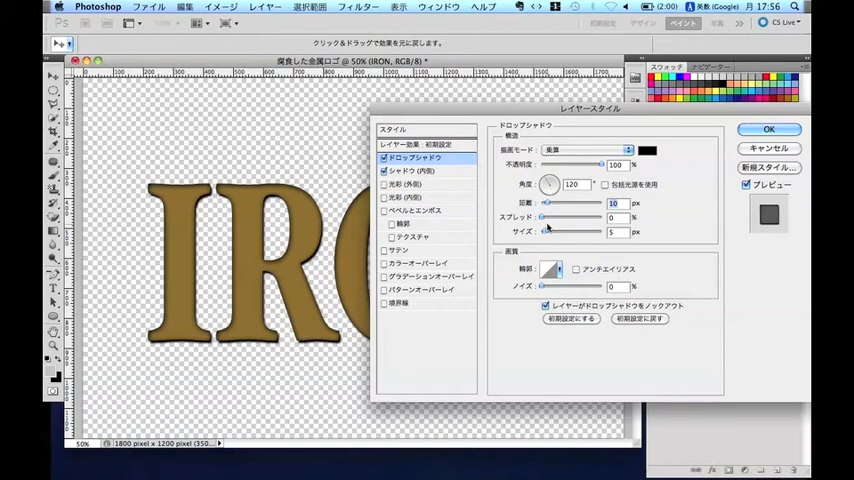 Photoshop ファイル 編集 イメージ レイヤー 選択範囲 フィルター 表示 ウィンドウ ヘルプ
(2:00) 英数 (Google) 月 17:56
Ps
初期設定 デザイン ペイント CS Live
クリック＆ドラッグで効果を元に戻します。
腐食した金属ロゴ @ 50% (IRON, RGB/8) *
スウォッチ ナビゲーター
レイヤースタイル
スタイル
レイヤー効果 : 初期設定
ドロップシャドウ
シャドウ (内側)
光彩 (外側)
光彩 (内側)
ベベルとエンボス
輪郭
テクスチャ
サテン
カラーオーバーレイ
グラデーションオーバーレイ
パターンオーバーレイ
境界線
ドロップシャドウ
構造
描画モード : 乗算
不透明度 : 100 %
角度 : 120 ° 包括光源を使用
距離 : 10 px
スプレッド : 0 %
サイズ : 5 px
画質
輪郭 : アンチエイリアス
ノイズ : 0 %
レイヤーがドロップシャドウをノックアウト
初期設定にする 初期設定に戻す
OK
キャンセル
新規スタイル...
プレビュー
IRO
50% 1800 pixel x 1200 pixel (350...